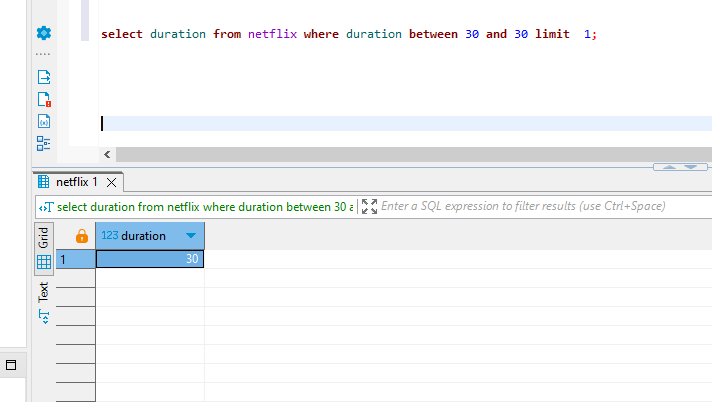 select duration from netflix where duration between 30 and 30 limit  1;
netflix 1
select duration from netflix where duration between 30 a
Enter a SQL expression to filter results (use Ctrl+Space)
Grid
Text
123 duration
1
30